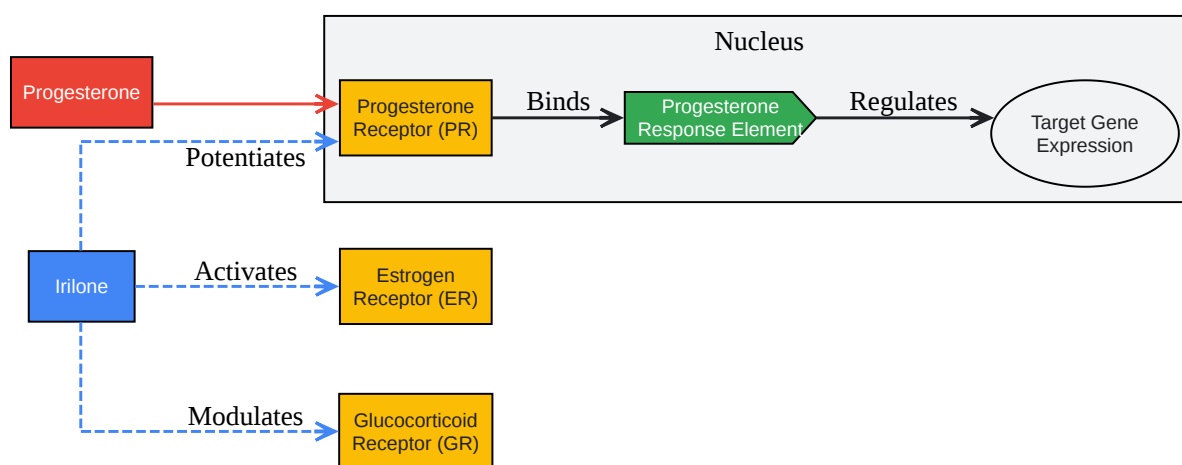 Nucleus
Progesterone
Progesterone
Receptor (PR)
Binds
Progesterone
Response Element
Regulates
Target Gene
Expression
Potentiates
Irilone
Activates
Estrogen
Receptor (ER)
Modulates
Glucocorticoid
Receptor (GR)